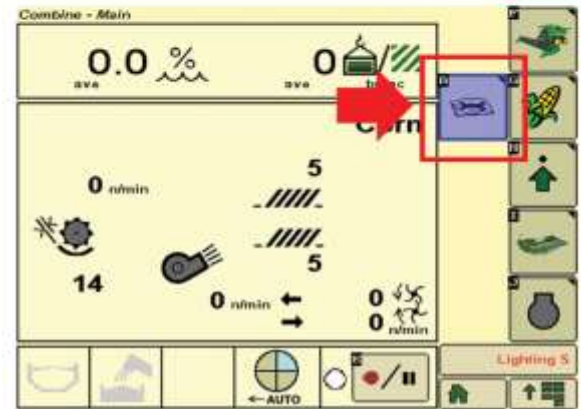 Combine - Main
0.0 %
ave
0
ave
Corn
0 n/min
5
5
14
0 n/min
0
0
n/min
← AUTO
Lighting S